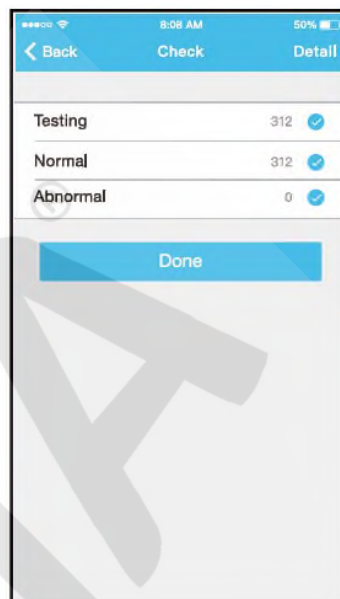 8:08 AM 50%
Back Check Detail
Testing 312
Normal 312
Abnormal 0
Done